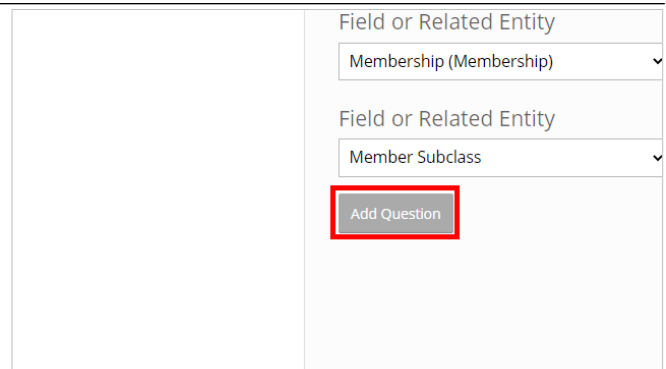 Field or Related Entity
Membership (Membership)
Field or Related Entity
Member Subclass
Add Question